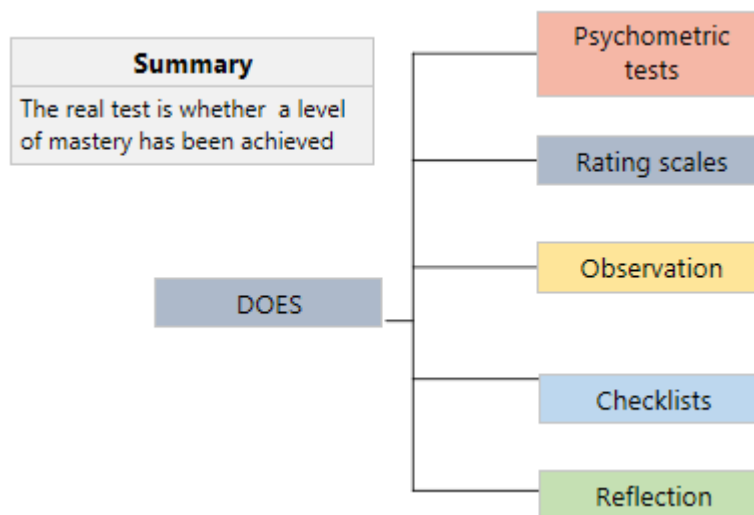 Psychometric
tests
Summary
The real test is whether a level
of mastery has been achieved
Rating scales
Observation
DOES
Checklists
Reflection